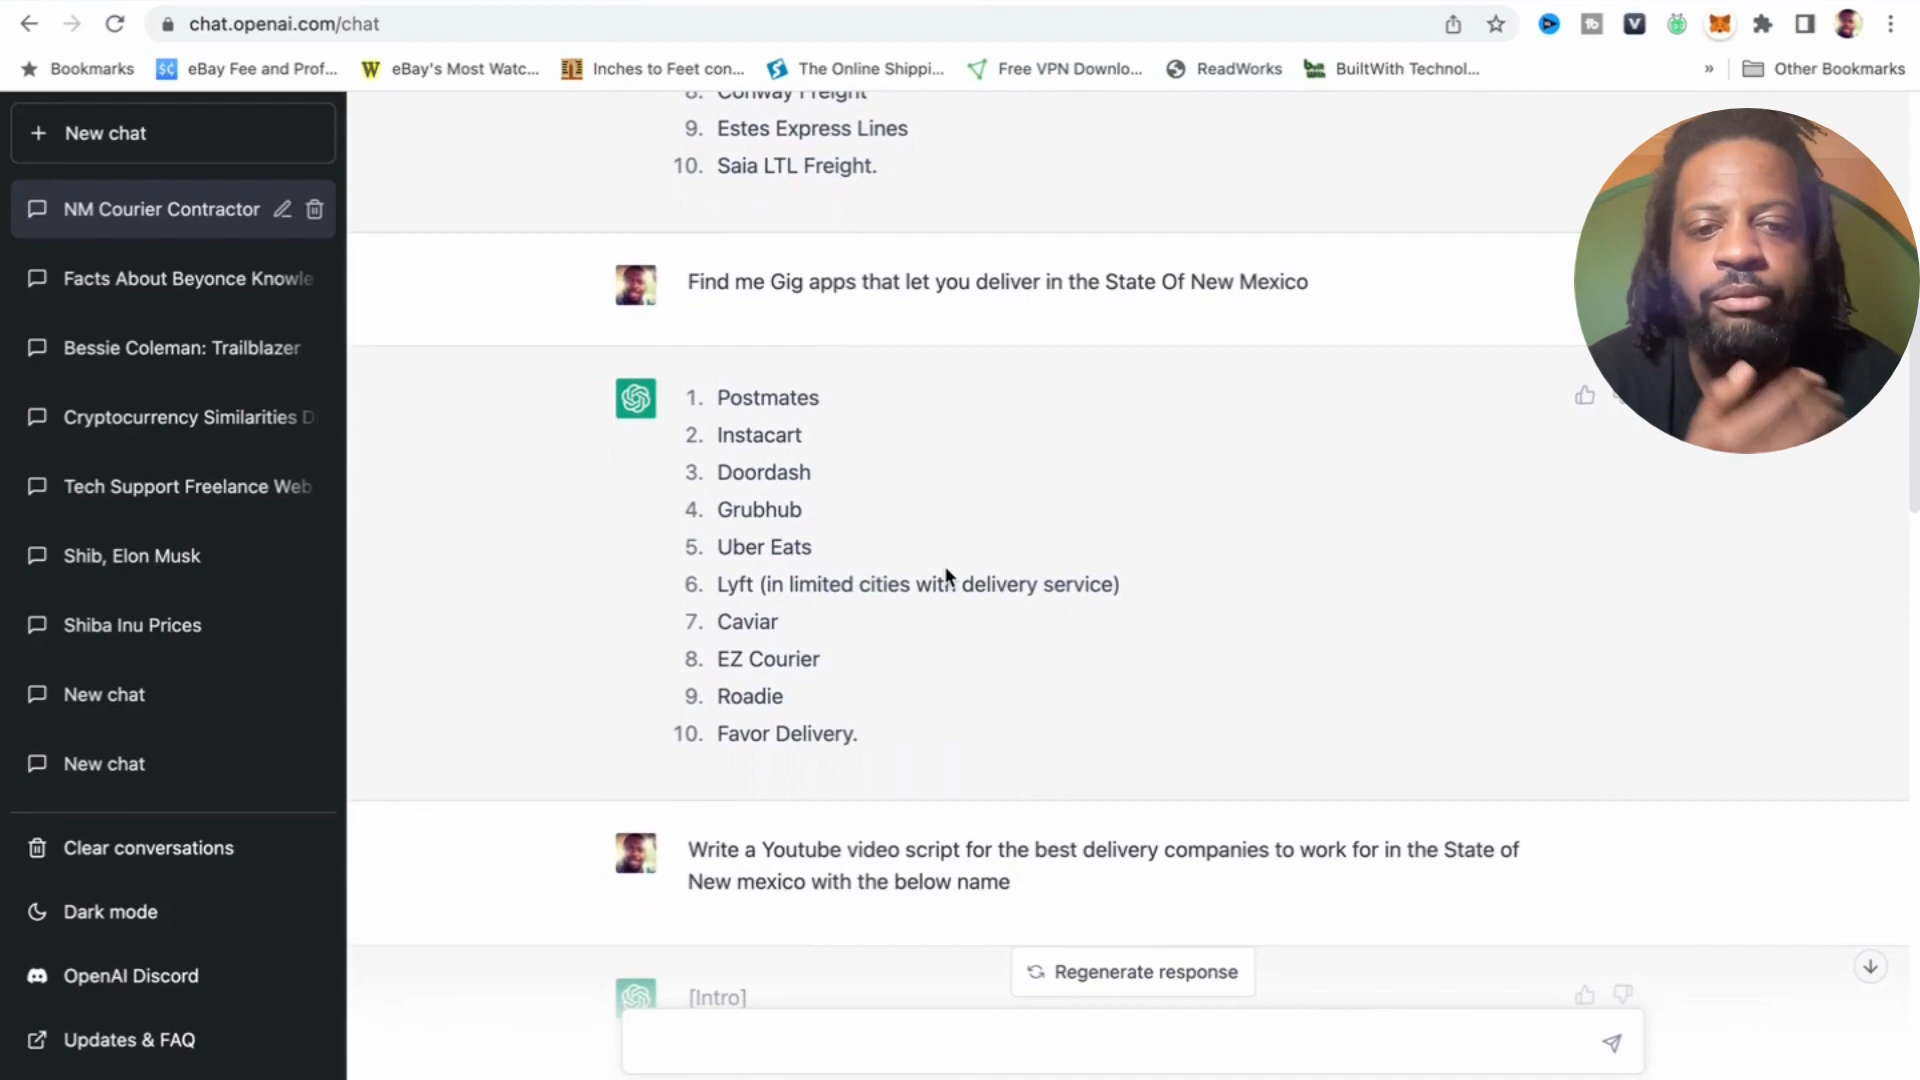 chat.openai.com/chat
Bookmarks
eBay Fee and Prof...
eBay's Most Watc...
Inches to Feet con...
The Online Shippi...
Free VPN Downlo...
ReadWorks
BuiltWith Technol...
»
Other Bookmarks
+ New chat
NM Courier Contractor
Facts About Beyonce Knowle
Bessie Coleman: Trailblazer
Cryptocurrency Similarities D
Tech Support Freelance Web
Shib, Elon Musk
Shiba Inu Prices
New chat
New chat
Clear conversations
Dark mode
OpenAI Discord
Updates & FAQ
8. Conway Freight
9. Estes Express Lines
10. Saia LTL Freight.
Find me Gig apps that let you deliver in the State Of New Mexico
1. Postmates
2. Instacart
3. Doordash
4. Grubhub
5. Uber Eats
6. Lyft (in limited cities with delivery service)
7. Caviar
8. EZ Courier
9. Roadie
10. Favor Delivery.
Write a Youtube video script for the best delivery companies to work for in the State of
New mexico with the below name
Regenerate response
[Intro]